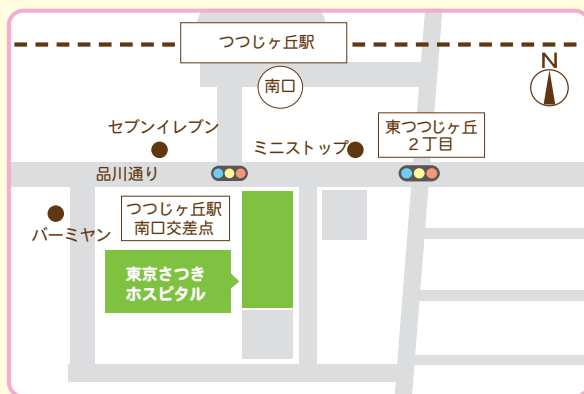 つつじヶ丘駅
南口
N
セブンイレブン
ミニストップ
東つつじヶ丘
２丁目
品川通り
つつじヶ丘駅
南口交差点
バーミヤン
東京さつき
ホスピタル